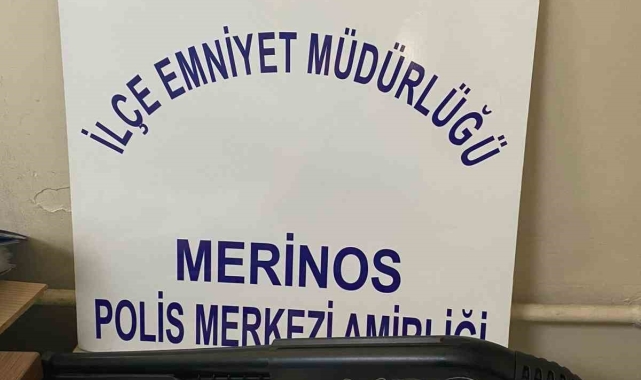 İLÇE EMNİYET MÜDÜRLÜĞÜ
MERİNOS
POLİS MERKEZİ AMİRLİĞİ